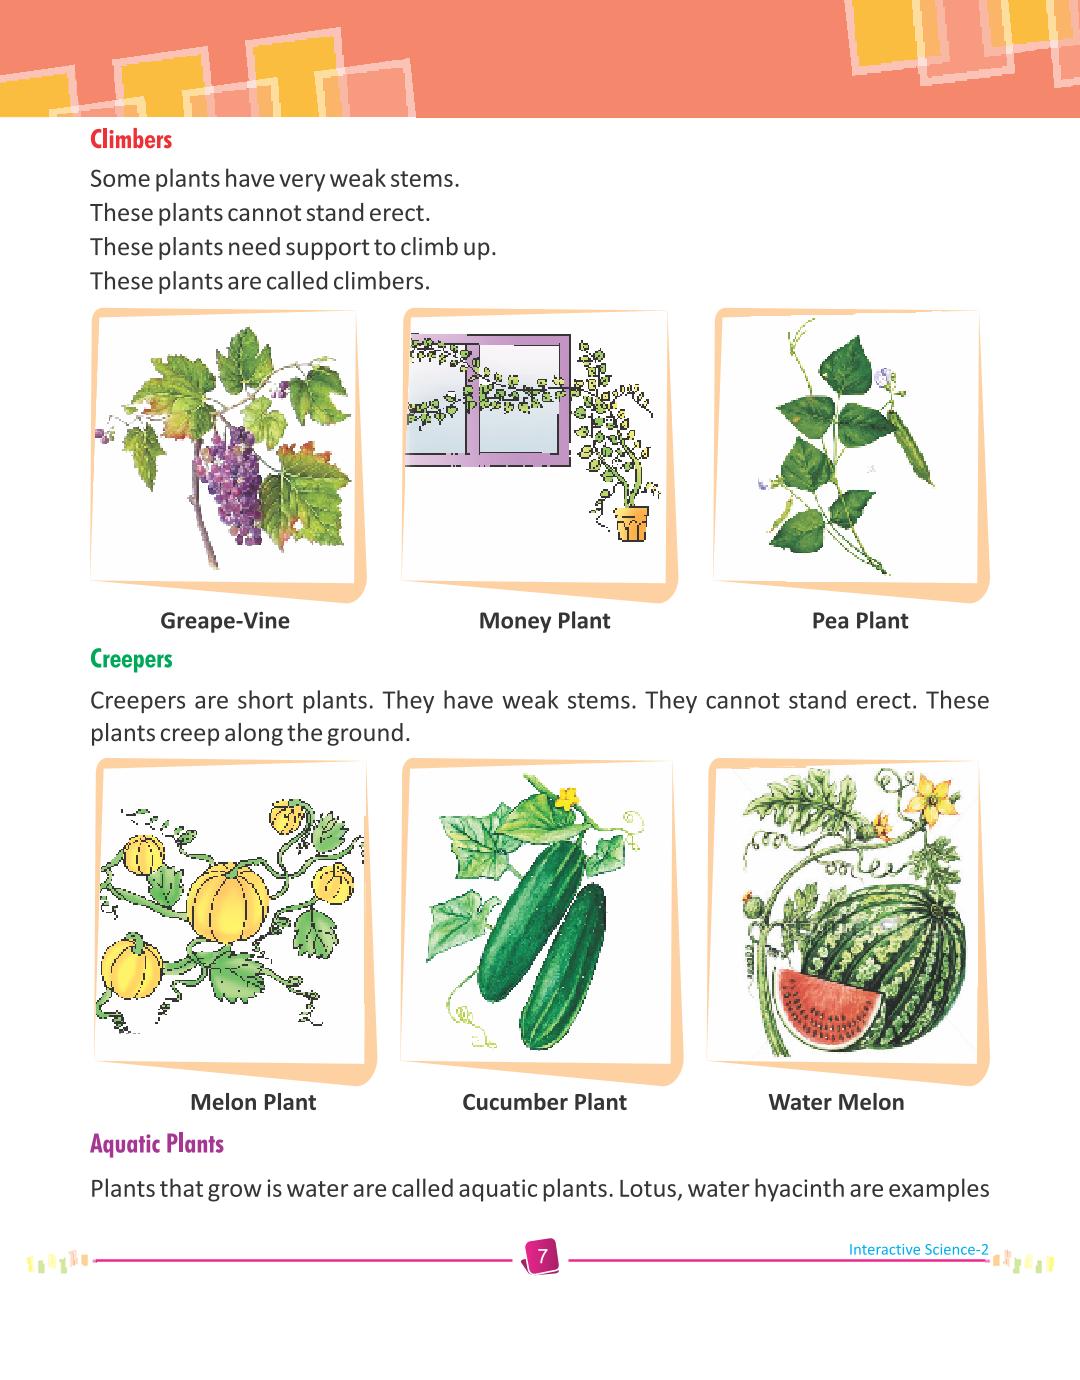 Climbers
Some plants have very weak stems.
These plants cannot stand erect.
These plants need support to climb up.
These plants are called climbers.
Greape-Vine
Money Plant
Pea Plant
Creepers
Creepers are short plants. They have weak stems. They cannot stand erect. These
plants creep along the ground.
Melon Plant
Cucumber Plant
Water Melon
Aquatic Plants
Plants that grow is water are called aquatic plants. Lotus, water hyacinth are examples
7
Interactive Science-2